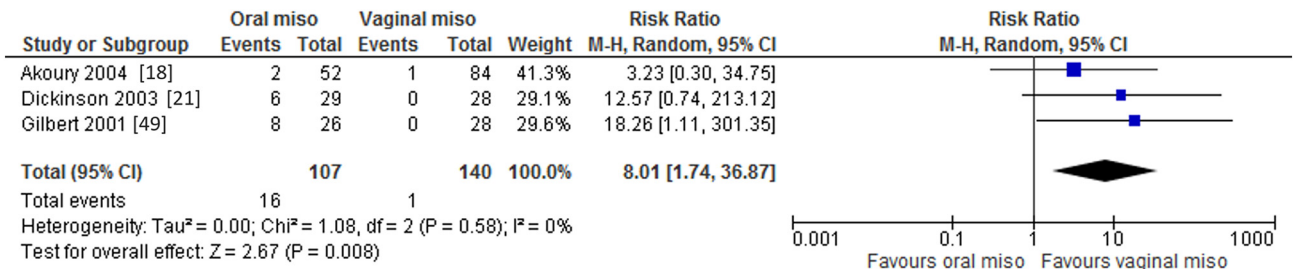 Oral miso Vaginal miso Risk Ratio Risk Ratio
Study or Subgroup Events Total Events Total Weight M-H, Random, 95% CI M-H, Random, 95% CI
Akoury 2004 [18] 2 52 1 84 41.3% 3.23 [0.30, 34.75]
Dickinson 2003 [21] 6 29 0 28 29.1% 12.57 [0.74, 213.12]
Gilbert 2001 [49] 8 26 0 28 29.6% 18.26 [1.11, 301.35]
Total (95% CI) 107 140 100.0% 8.01 [1.74, 36.87]
Total events 16 1
Heterogeneity: Tau² = 0.00; Chi² = 1.08, df = 2 (P = 0.58); I² = 0%
Test for overall effect: Z = 2.67 (P = 0.008)
0.001 0.1 1 10 1000
Favours oral miso Favours vaginal miso